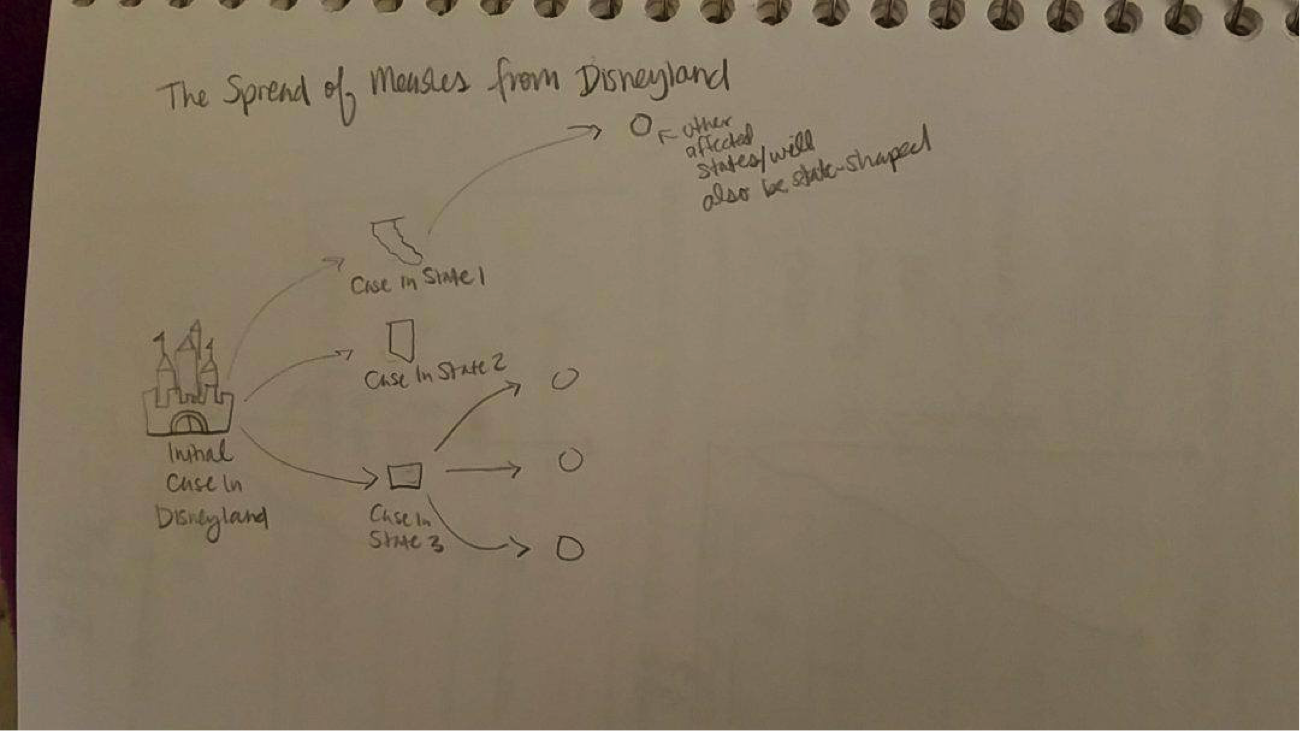 The Spread of Measles from Disneyland
other
affected
states/will
also be state-shaped
Case in State 1
Case in State 2
Initial
Case in
Disneyland
Case in
State 3